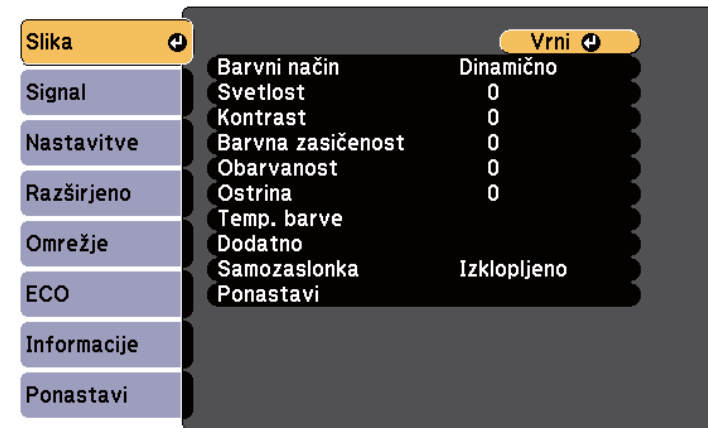 Slika
Signal
Nastavitve
Razširjeno
Omrežje
ECO
Informacije
Ponastavi
Vrni
Barvni način Dinamično
Svetlost 0
Kontrast 0
Barvna zasičenost 0
Obarvanost 0
Ostrina 0
Temp. barve
Dodatno
Samozaslonka Izklopljeno
Ponastavi